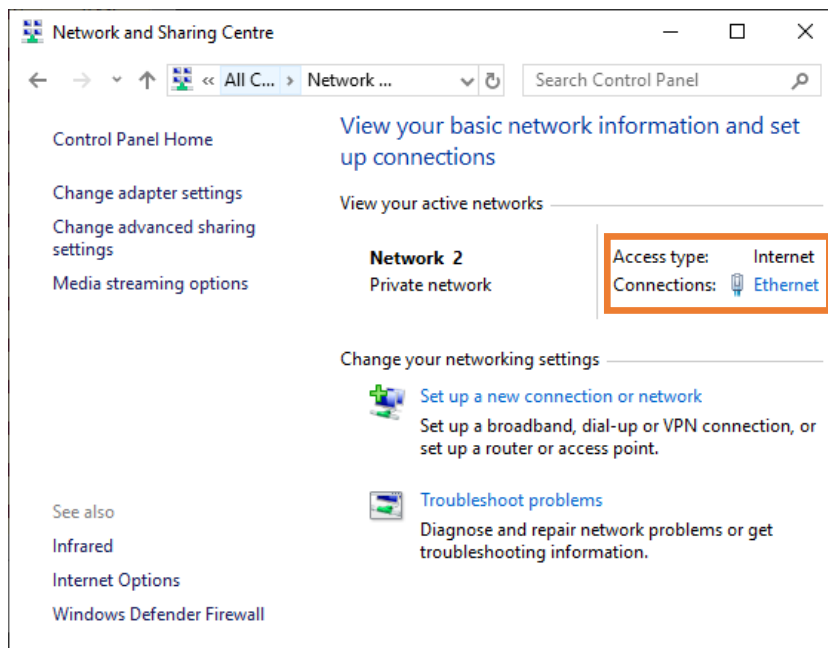 Network and Sharing Centre
« All C... › Network ...
Search Control Panel
Control Panel Home
Change adapter settings
Change advanced sharing
settings
Media streaming options
See also
Infrared
Internet Options
Windows Defender Firewall
View your basic network information and set
up connections
View your active networks
Network 2
Private network
Access type: Internet
Connections: Ethernet
Change your networking settings
Set up a new connection or network
Set up a broadband, dial-up or VPN connection, or
set up a router or access point.
Troubleshoot problems
Diagnose and repair network problems or get
troubleshooting information.